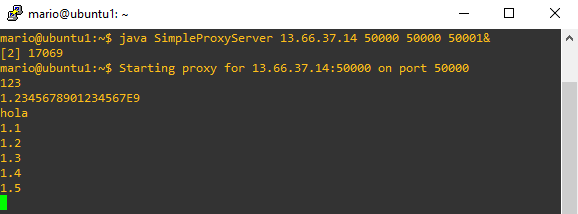 mario@ubuntu1: ~
mario@ubuntu1:~$ java SimpleProxyServer 13.66.37.14 50000 50000 50001&
[2] 17069
mario@ubuntu1:~$ Starting proxy for 13.66.37.14:50000 on port 50000
123
1.2345678901234567E9
hola
1.1
1.2
1.3
1.4
1.5